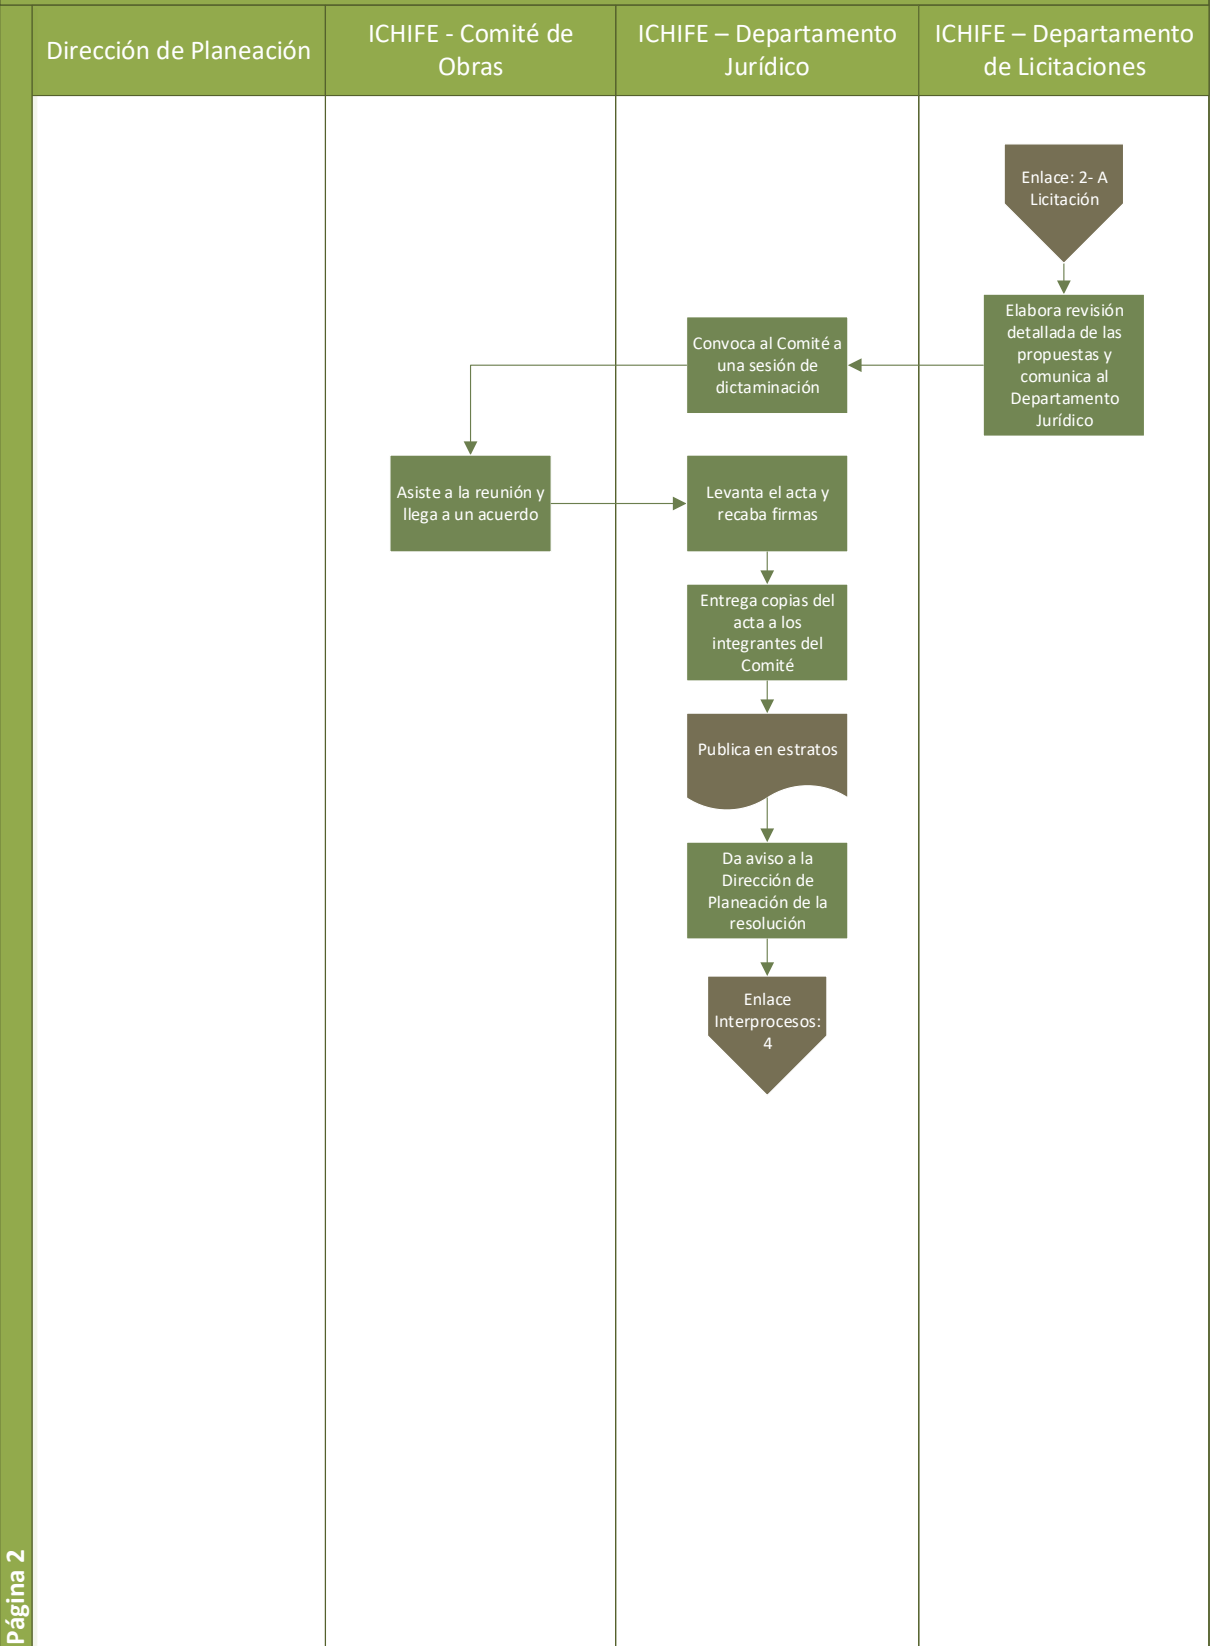 Dirección de Planeación
ICHIFE - Comité de
Obras
ICHIFE – Departamento
Jurídico
ICHIFE – Departamento
de Licitaciones
Enlace: 2- A
Licitación
Elabora revisión
detallada de las
propuestas y
comunica al
Departamento
Jurídico
Convoca al Comité a
una sesión de
dictaminación
Asiste a la reunión y
llega a un acuerdo
Levanta el acta y
recaba firmas
Entrega copias del
acta a los
integrantes del
Comité
Publica en estratos
Da aviso a la
Dirección de
Planeación de la
resolución
Enlace
Interprocesos:
4
Página 2